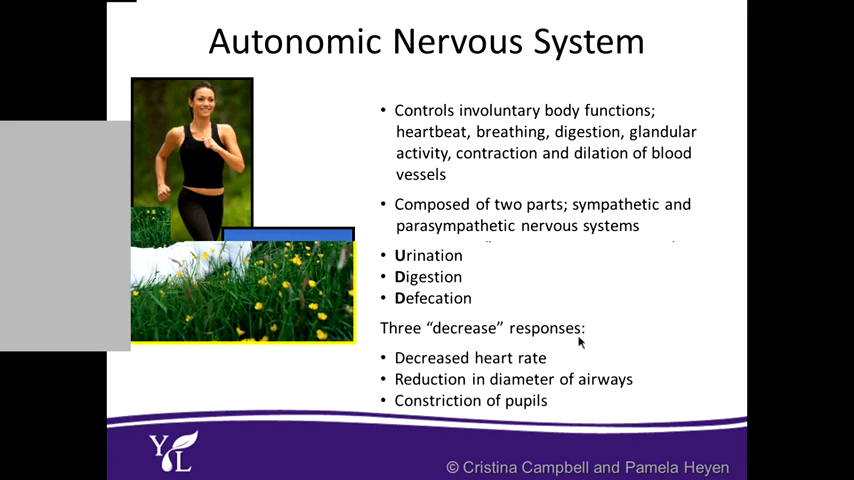 Autonomic Nervous System
• Controls involuntary body functions;
heartbeat, breathing, digestion, glandular
activity, contraction and dilation of blood
vessels
• Composed of two parts; sympathetic and
parasympathetic nervous systems
• Urination
• Digestion
• Defecation
Three “decrease” responses:
• Decreased heart rate
• Reduction in diameter of airways
• Constriction of pupils
YL
© Cristina Campbell and Pamela Heyen